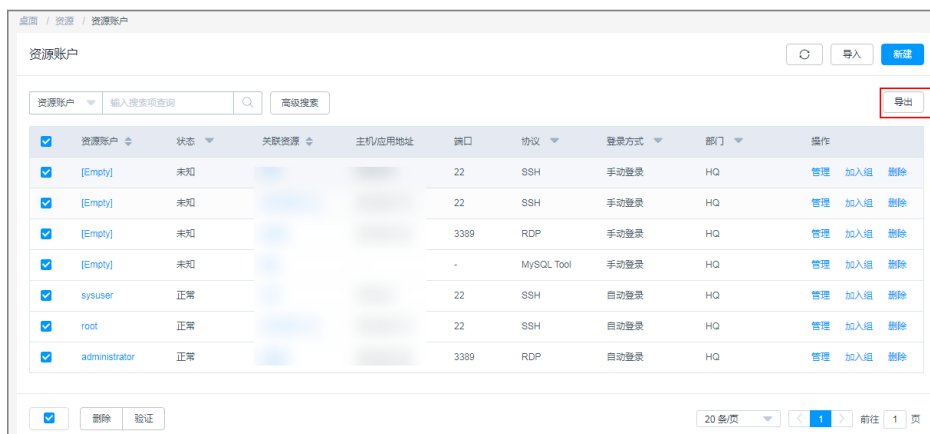 桌面 / 资源 / 资源账户
资源账户 导入 新建
资源账户 输入搜索项查询 高级搜索 导出
资源账户 状态 关联资源 主机/应用地址 端口 协议 登录方式 部门 操作
[Empty] 未知 22 SSH 手动登录 HQ 管理 加入组 删除
[Empty] 未知 22 SSH 手动登录 HQ 管理 加入组 删除
[Empty] 未知 3389 RDP 手动登录 HQ 管理 加入组 删除
[Empty] 未知 - MySQL Tool 手动登录 HQ 管理 加入组 删除
sysuser 正常 22 SSH 自动登录 HQ 管理 加入组 删除
root 正常 22 SSH 自动登录 HQ 管理 加入组 删除
administrator 正常 3389 RDP 自动登录 HQ 管理 加入组 删除
删除 验证 20 条/页 1 前往 1 页